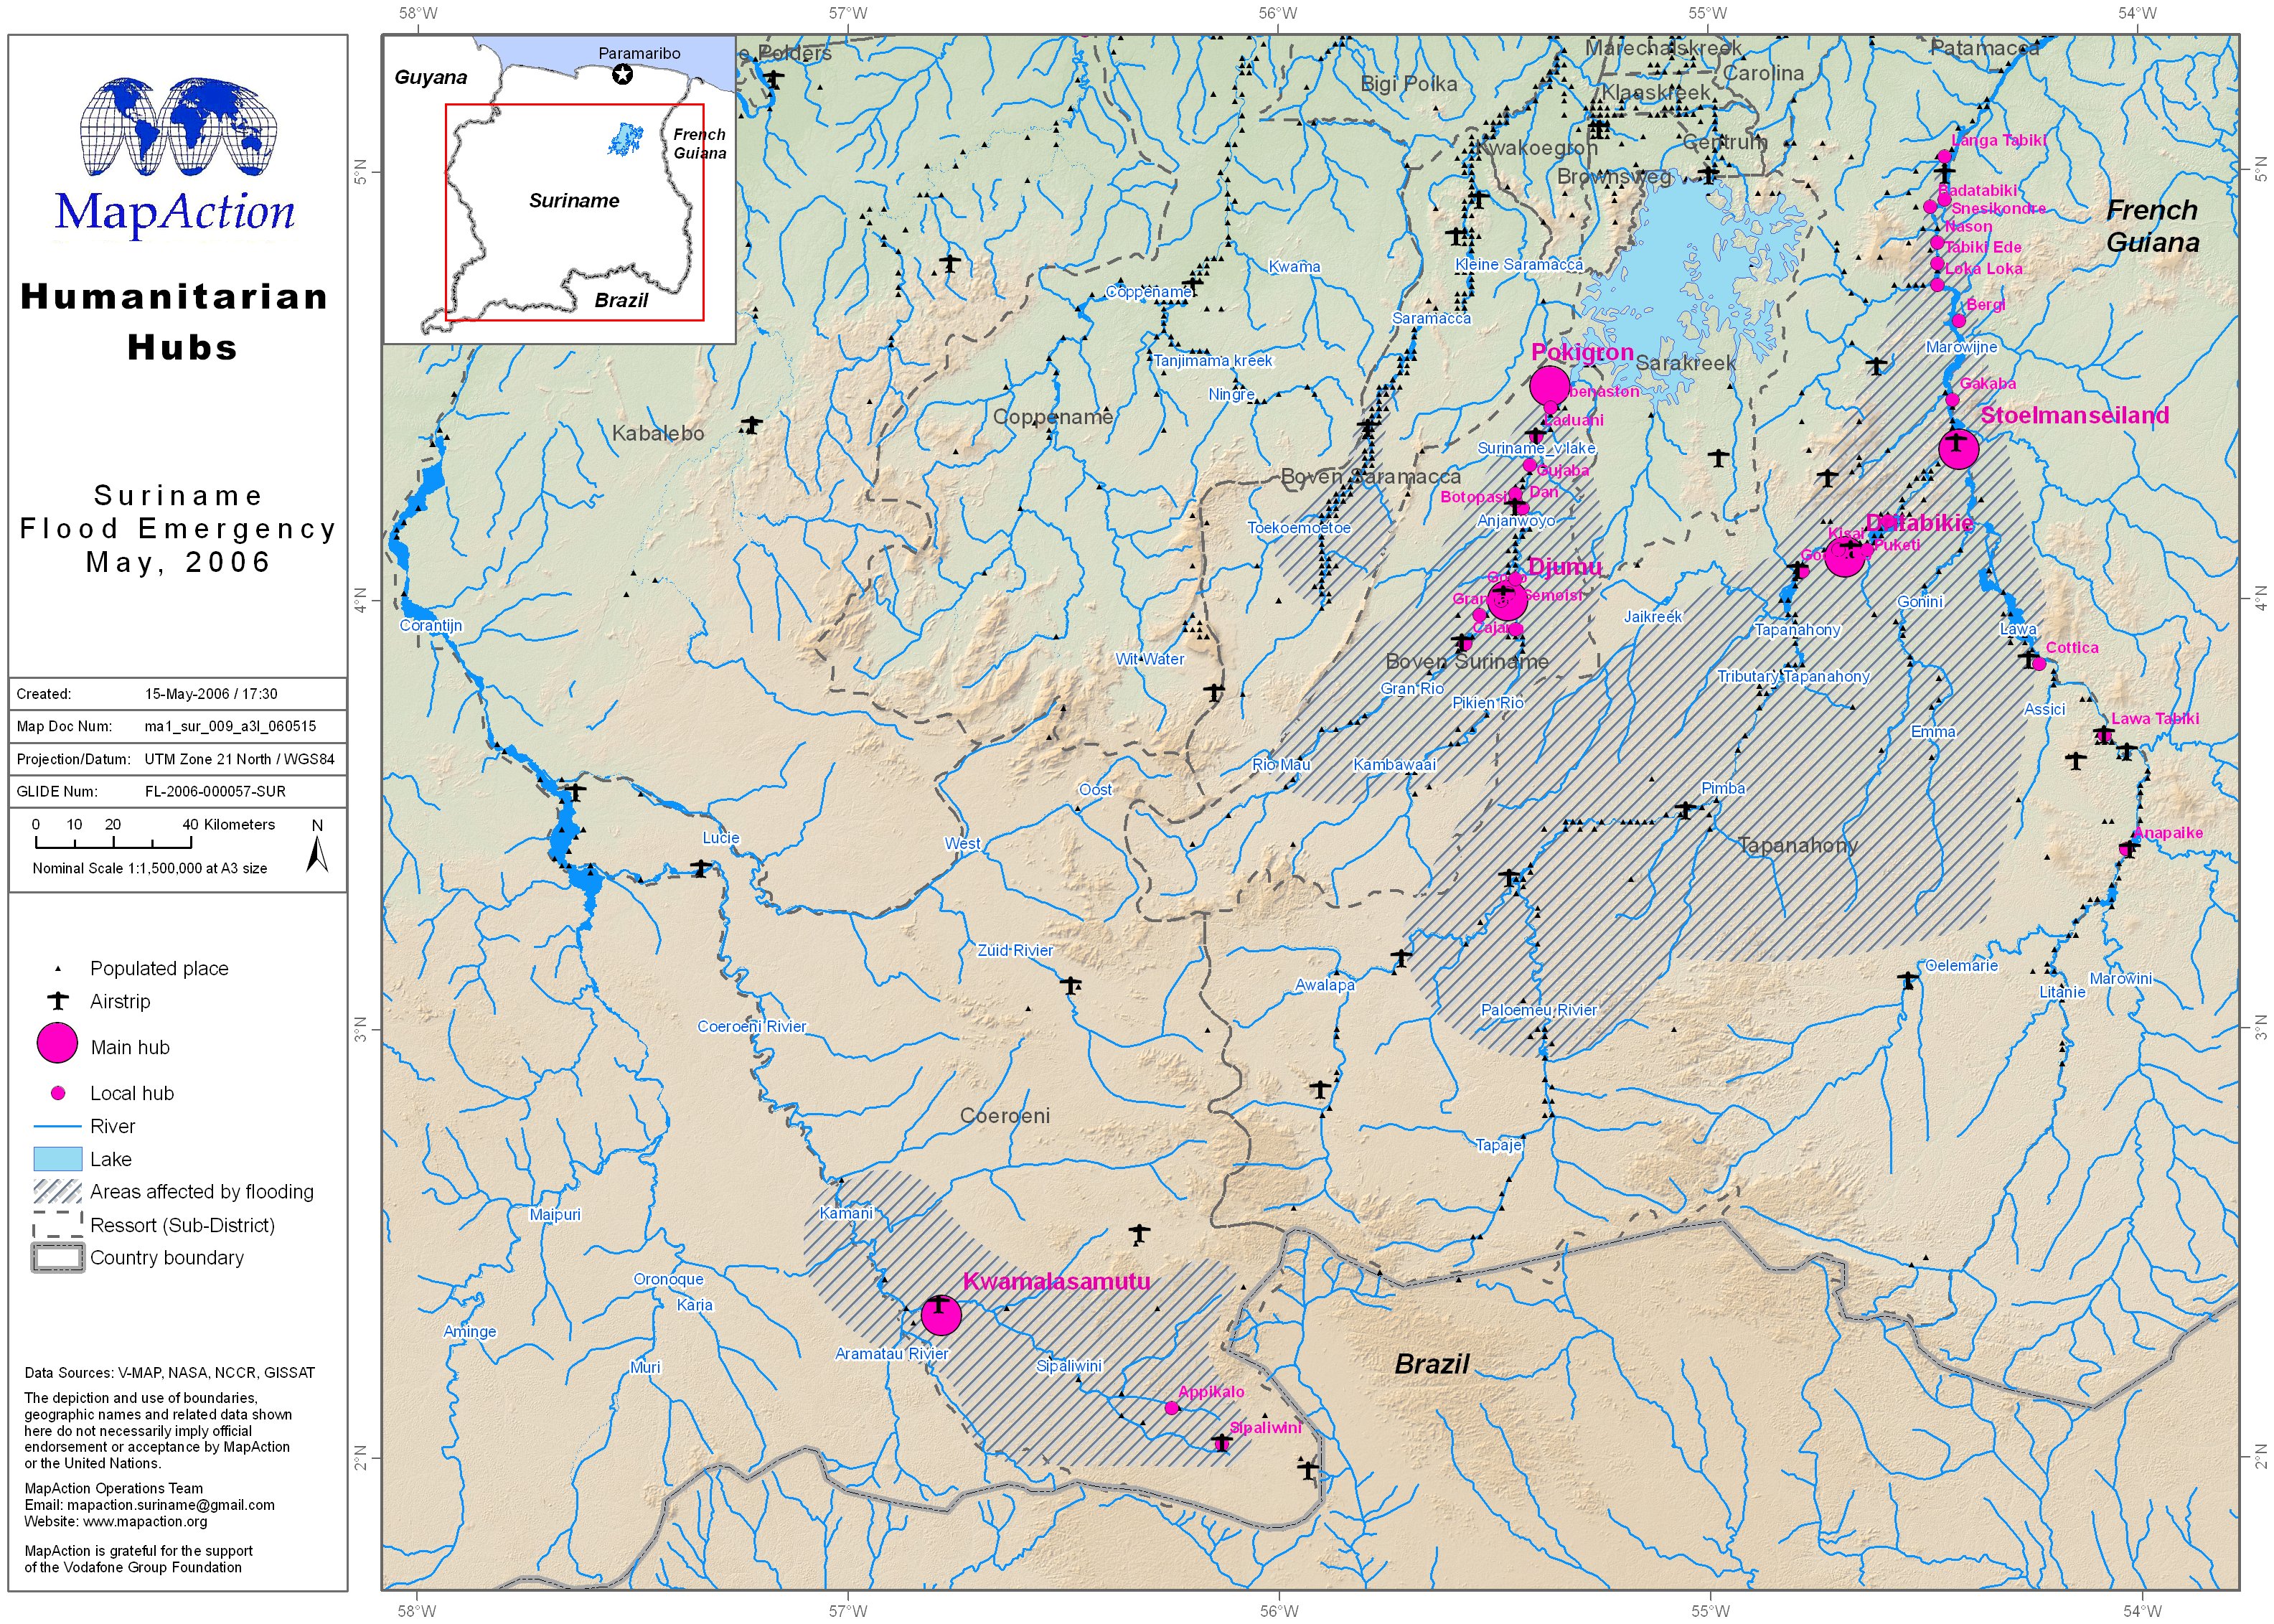 MapAction
Humanitarian
Hubs
Suriname
Flood Emergency
May, 2006
Created: 15-May-2006 / 17:30
Map Doc Num: ma1_sur_009_a3l_060515
Projection/Datum: UTM Zone 21 North / WGS84
GLIDE Num: FL-2006-000057-SUR
0 10 20 40 Kilometers
N
Nominal Scale 1:1,500,000 at A3 size
Populated place
Airstrip
Main hub
Local hub
River
Lake
Areas affected by flooding
Ressort (Sub-District)
Country boundary
Data Sources: V-MAP, NASA, NCCR, GISSAT
The depiction and use of boundaries,
geographic names and related data shown
here do not necessarily imply official
endorsement or acceptance by MapAction
or the United Nations.
MapAction Operations Team
Email: mapaction.suriname@gmail.com
Website: www.mapaction.org
MapAction is grateful for the support
of the Vodafone Group Foundation
58°W 57°W 56°W 55°W 54°W
5°N
4°N
3°N
2°N
Paramaribo
Guyana
French
Guiana
Suriname
Brazil
Polders
Bigi Poika
Marechalskreek
Carolina
Patamacca
Klaaskreek
Kwakoegron
Centrum
Brownsweg
Langa Tabiki
Badatabiki
Snesikondre
Nason
Tabiki Ede
Loka Loka
Bergi
French
Guiana
Kwama
Kleine Saramacca
Coppename
Saramacca
Marowijne
Tanjimama kreek
Pokigron
Sarakreek
Ningre
benaston
Gakaba
Stoelmanseiland
Coppename
Kabalebo
Laduani
Suriname_v lake
Gujaba
Boven Saramacca
Botopasi
Dan
Anjanwoyo
Toekoemoetoe
Kisai
Puketi
Djumu
Semoisi
Cajana
Boven Suriname
Jaikreek
Gonini
Tapanahony
Lawa
Cottica
Corantijn
Wit Water
Gran Rio
Pikien Rio
Tributary Tapanahony
Assici
Lawa Tabiki
Emma
Rio Mau
Kambawaai
Pimba
Oost
Lucie
West
Tapanahony
Anapaike
Zuid Rivier
Awalapa
Oelemarie
Marowini
Litanie
Paloemeu Rivier
Coeroeni Rivier
Coeroeni
Tapaje
Kamani
Maipuri
Oronoque
Karia
Kwamalasamutu
Aminge
Muri
Aramatau Rivier
Sipaliwini
Appikalo
Sipaliwini
Brazil
5°N
4°N
3°N
2°N
58°W 57°W 56°W 55°W 54°W